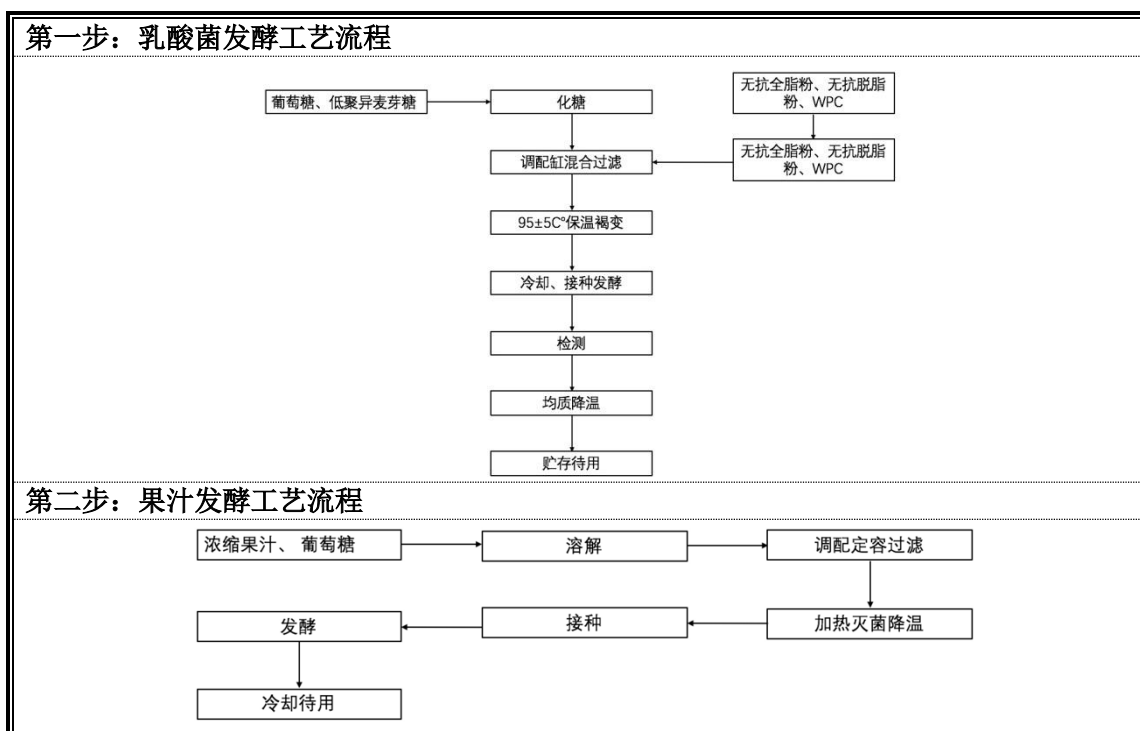 第一步：乳酸菌发酵工艺流程
葡萄糖、低聚异麦芽糖
化糖
无抗全脂粉、无抗脱脂
粉、WPC
调配缸混合过滤
无抗全脂粉、无抗脱脂
粉、WPC
95±5C°保温褐变
冷却、接种发酵
检测
均质降温
贮存待用
第二步：果汁发酵工艺流程
浓缩果汁、 葡萄糖
溶解
调配定容过滤
发酵
接种
加热灭菌降温
冷却待用